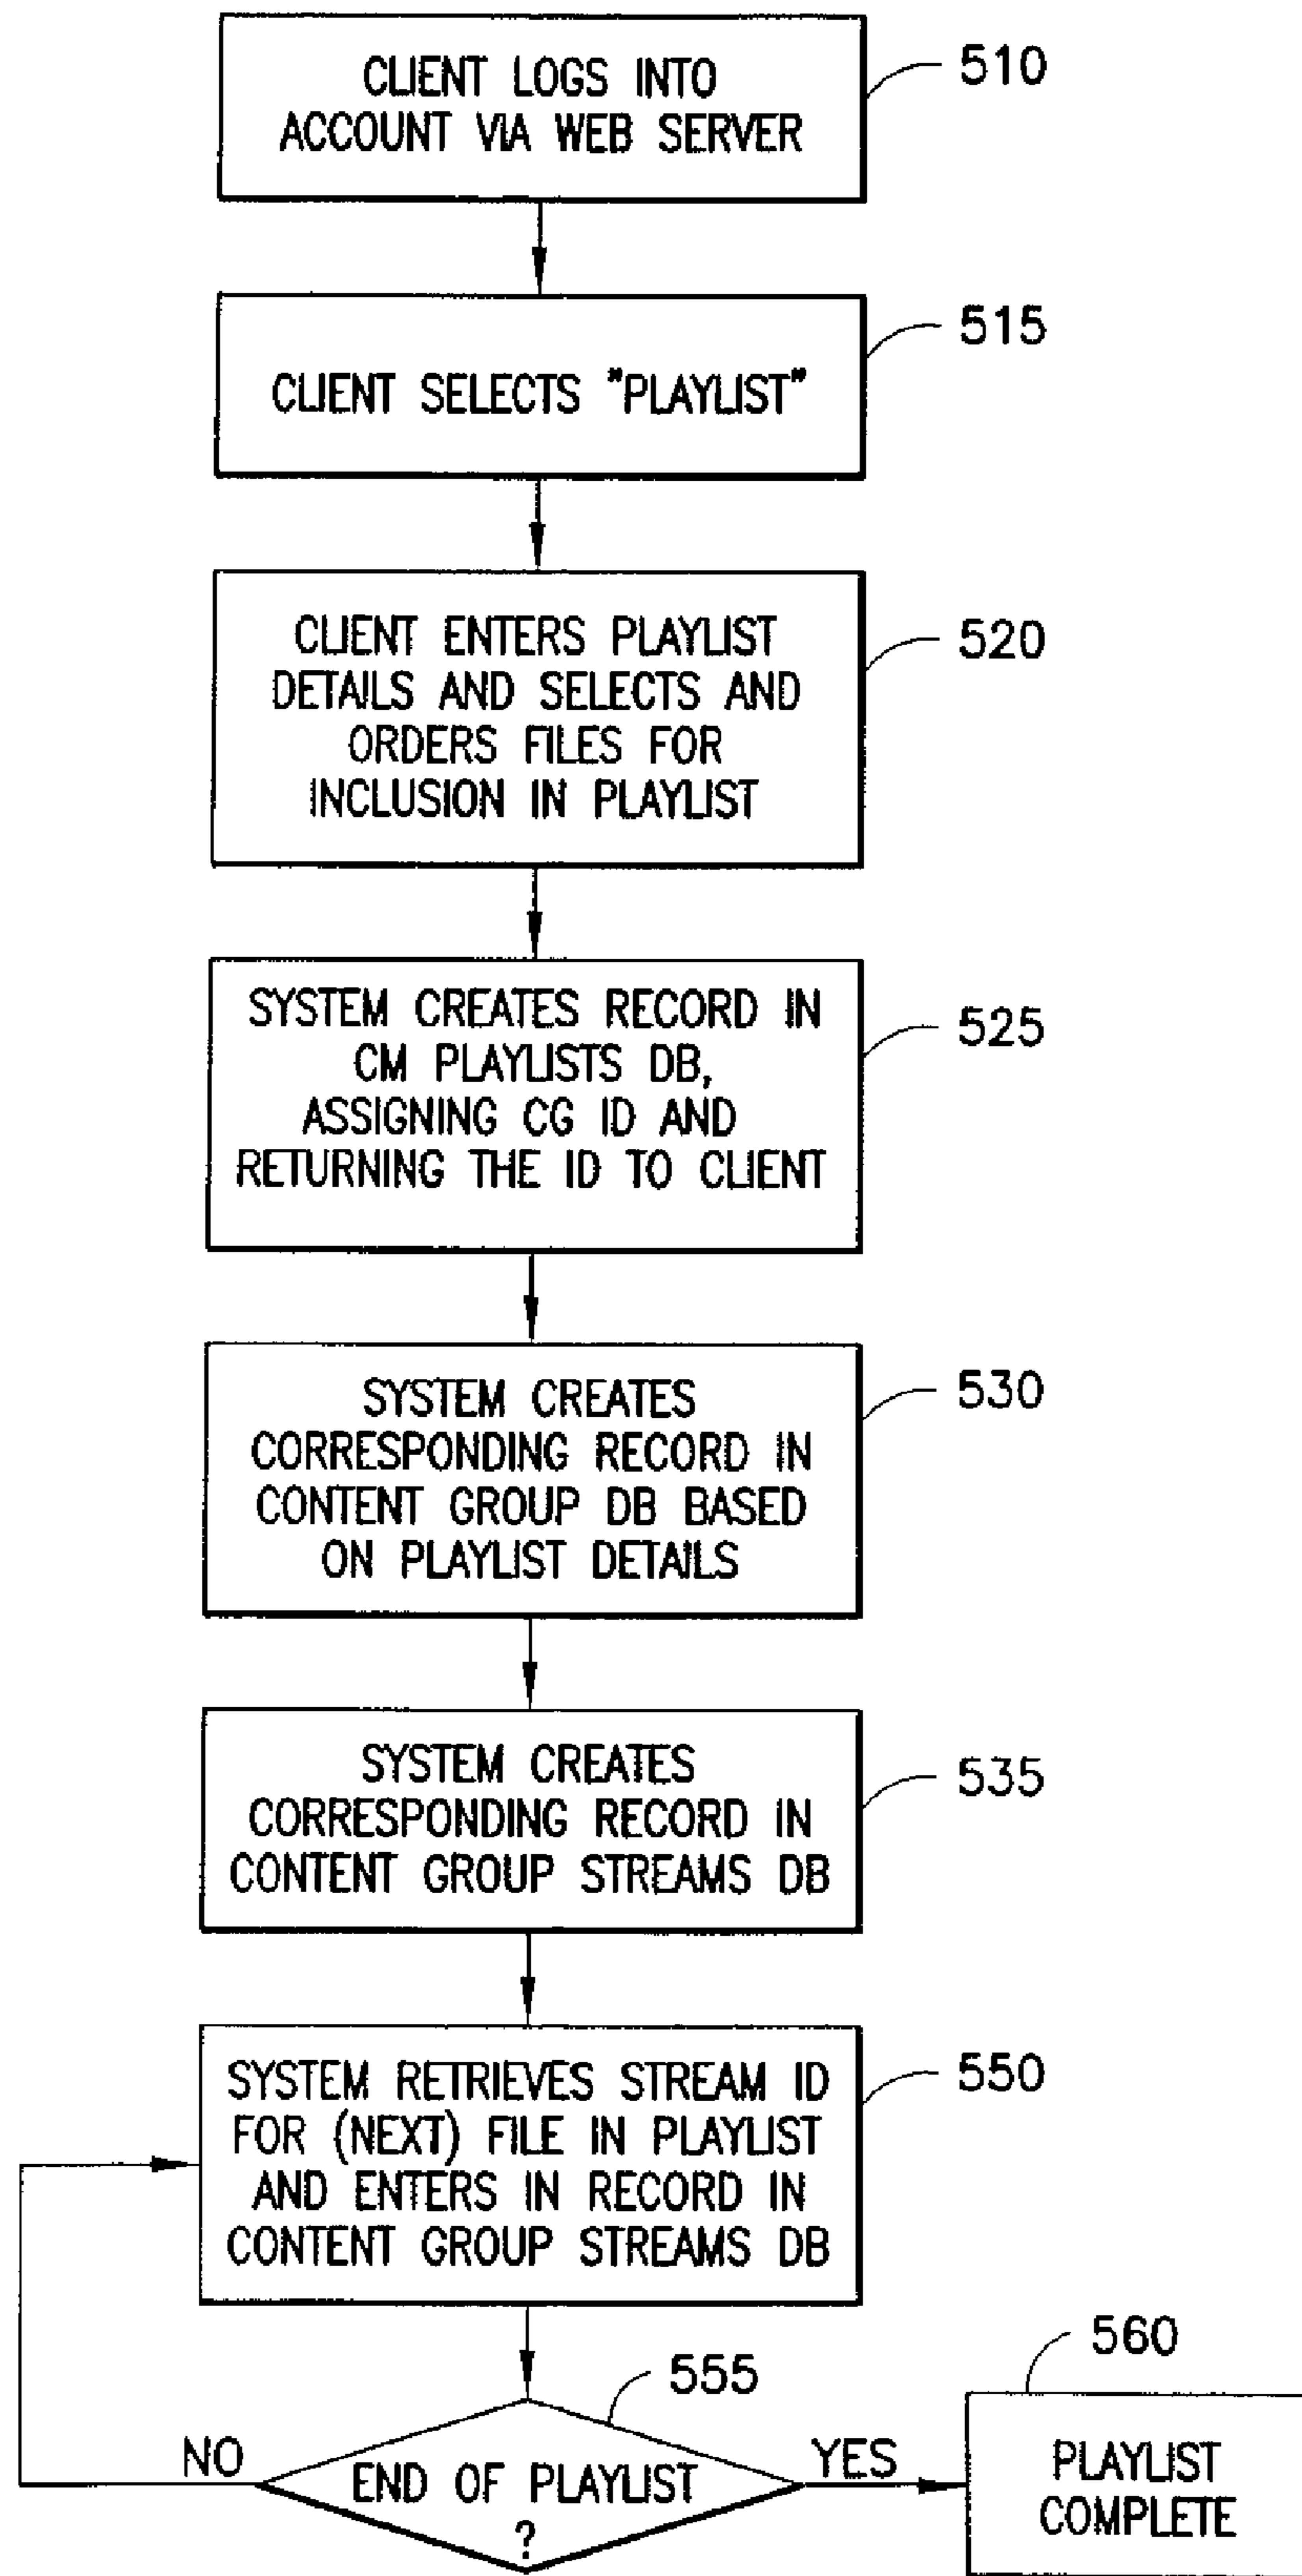 CLIENT LOGS INTO
ACCOUNT VIA WEB SERVER
510
CLIENT SELECTS "PLAYLIST"
515
CLIENT ENTERS PLAYLIST
DETAILS AND SELECTS AND
ORDERS FILES FOR
INCLUSION IN PLAYLIST
520
SYSTEM CREATES RECORD IN
CM PLAYLISTS DB,
ASSIGNING CG ID AND
RETURNING THE ID TO CLIENT
525
SYSTEM CREATES
CORRESPONDING RECORD IN
CONTENT GROUP DB BASED
ON PLAYLIST DETAILS
530
SYSTEM CREATES
CORRESPONDING RECORD IN
CONTENT GROUP STREAMS DB
535
SYSTEM RETRIEVES STREAM ID
FOR (NEXT) FILE IN PLAYLIST
AND ENTERS IN RECORD IN
CONTENT GROUP STREAMS DB
550
555
NO
END OF PLAYLIST
?
YES
560
PLAYLIST
COMPLETE